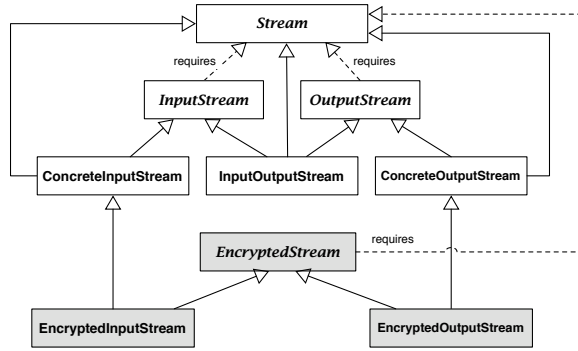 Stream
requires
requires
InputStream
OutputStream
ConcreteInputStream
InputOutputStream
ConcreteOutputStream
EncryptedStream
requires
EncryptedInputStream
EncryptedOutputStream